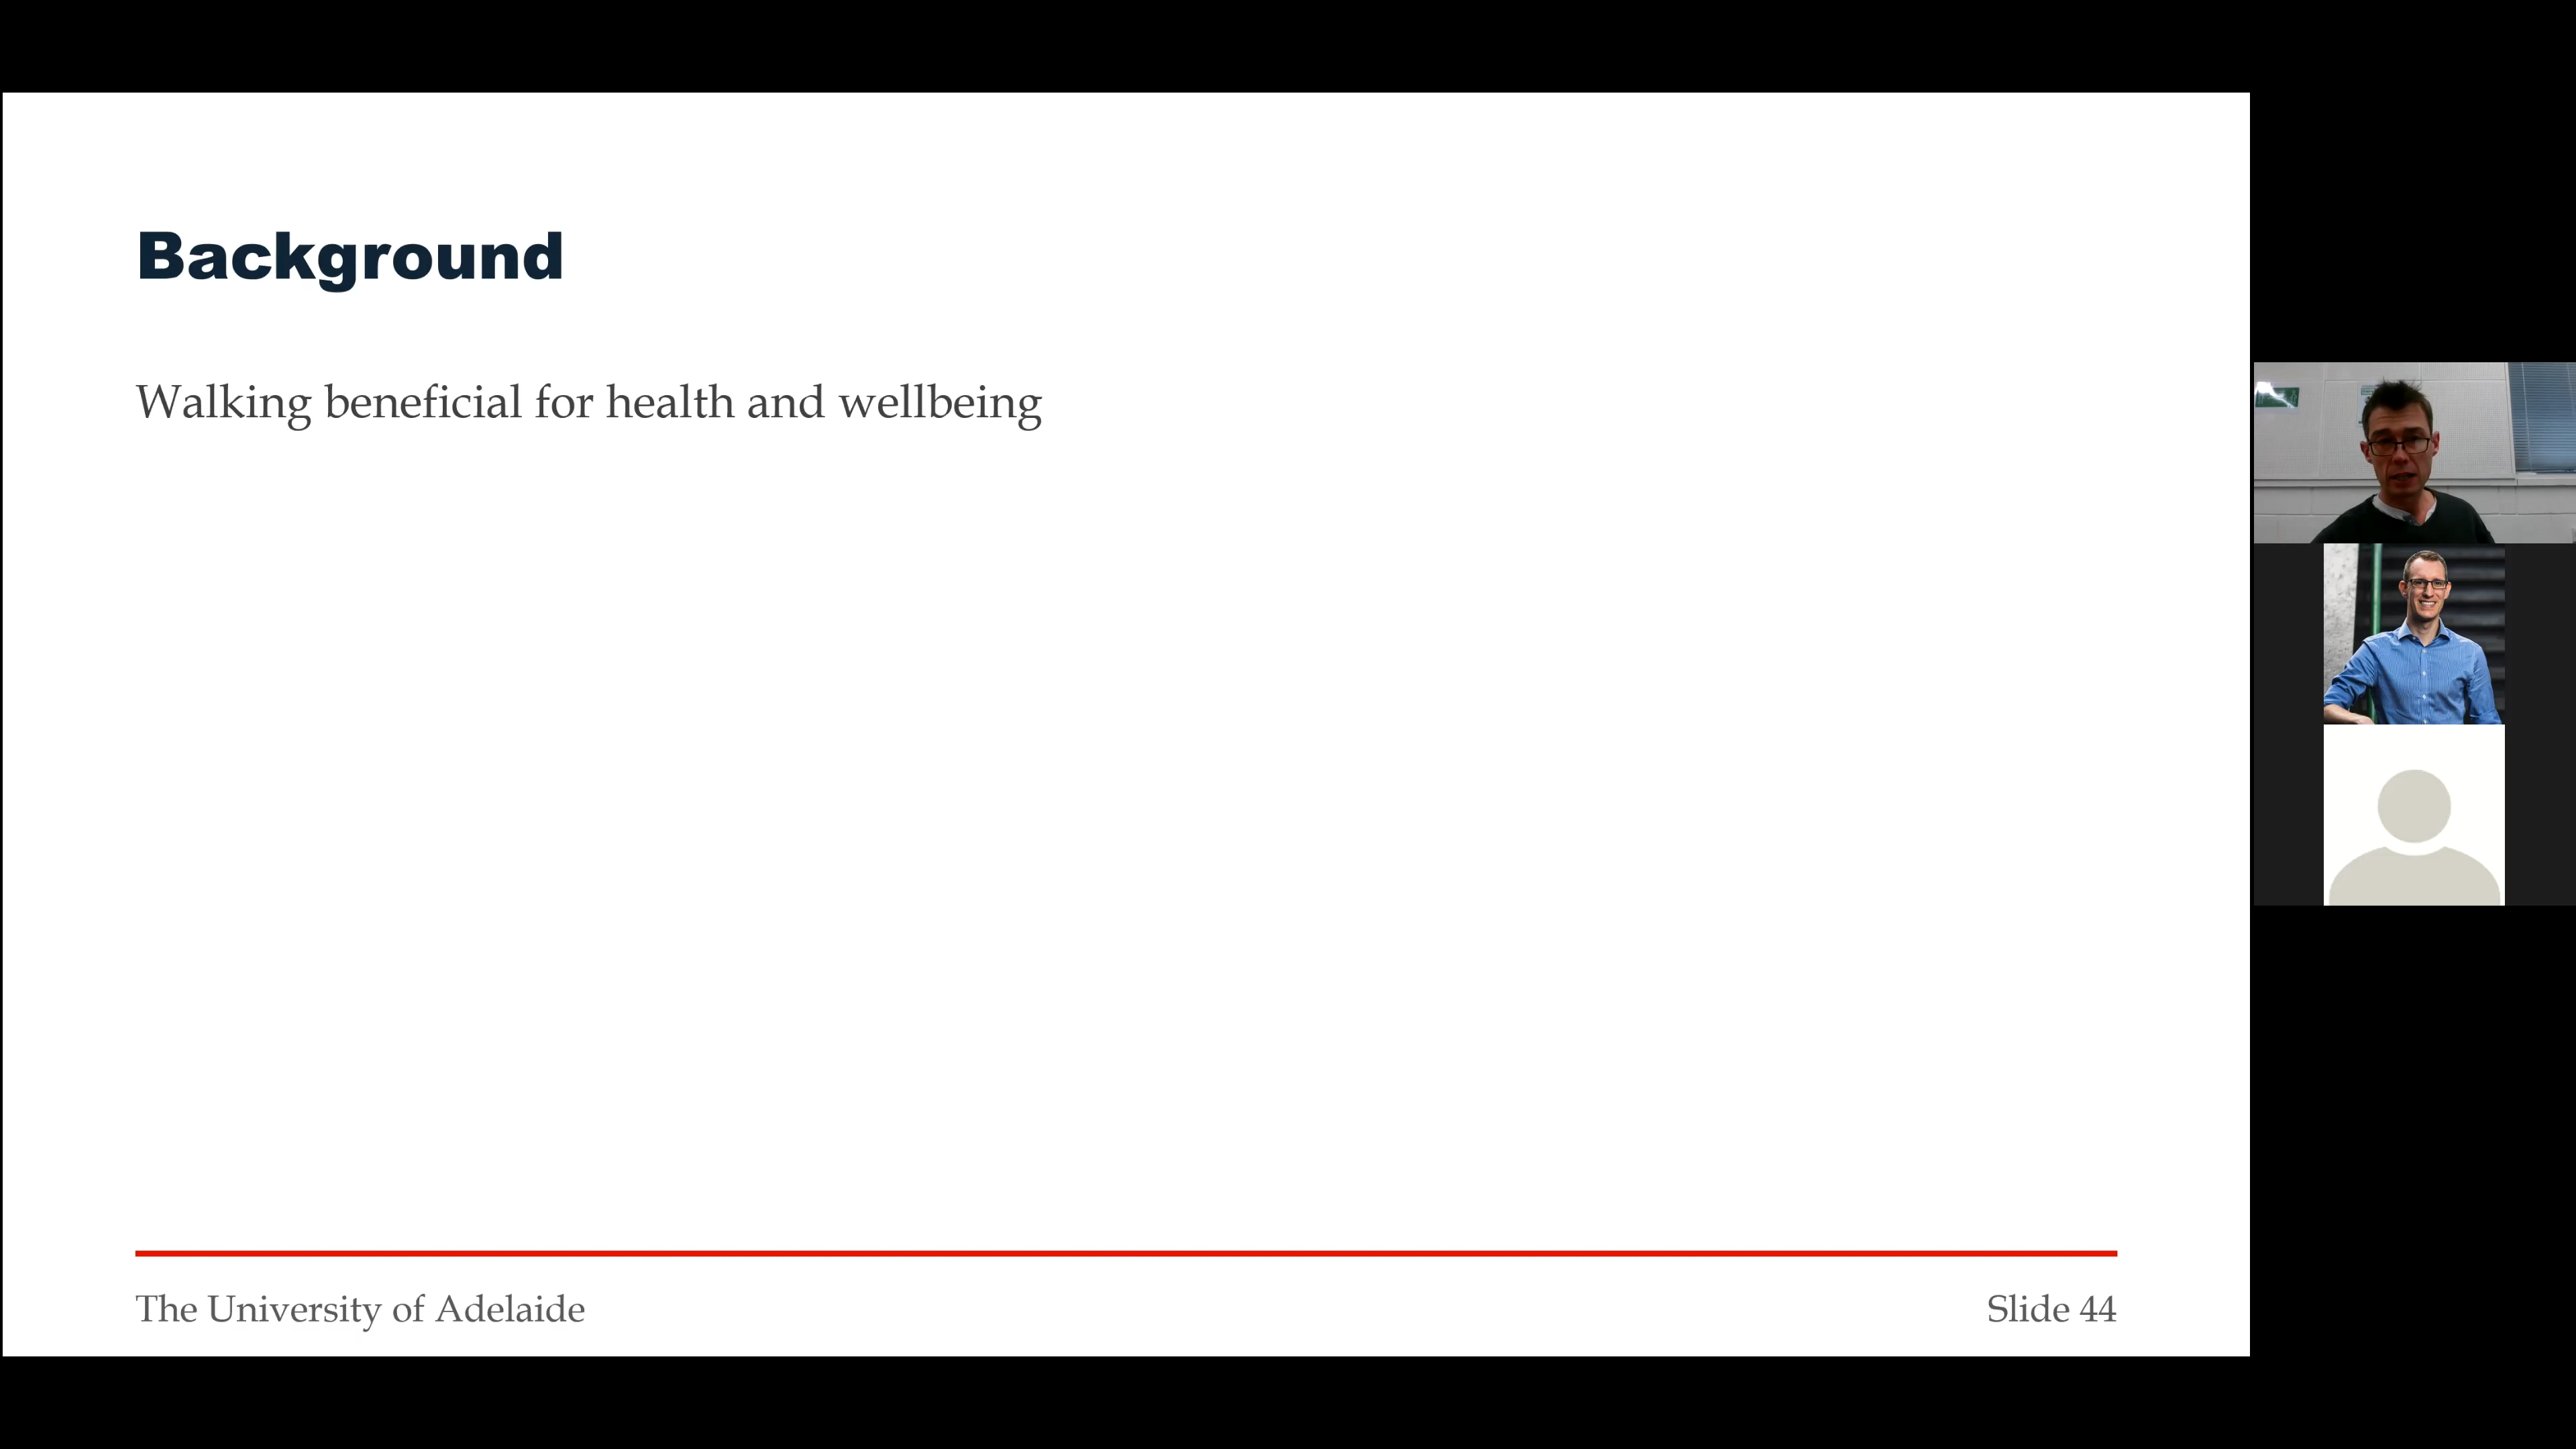 Background
Walking beneficial for health and wellbeing
The University of Adelaide
Slide 44